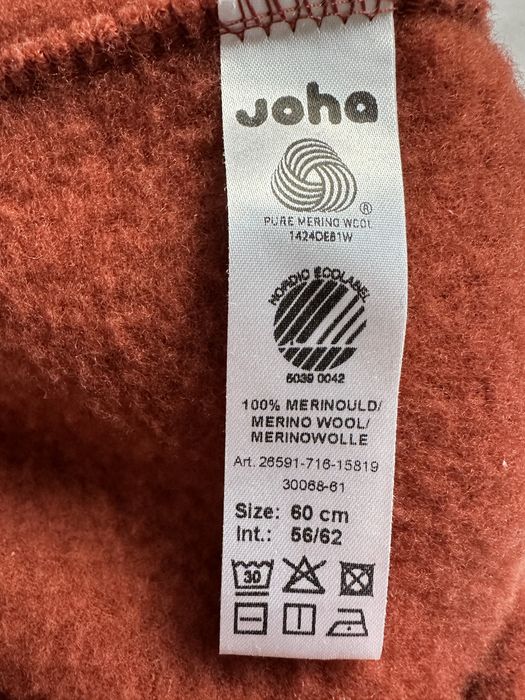 Joha
®
PURE MERINO WOOL
1424DE81W
NORDIC ECOLABEL
5039 0042
100% MERINOULD/
MERINO WOOL/
MERINOWOLLE
Art. 26591-716-15819
30068-61
Size: 60 cm
Int.: 56/62
30